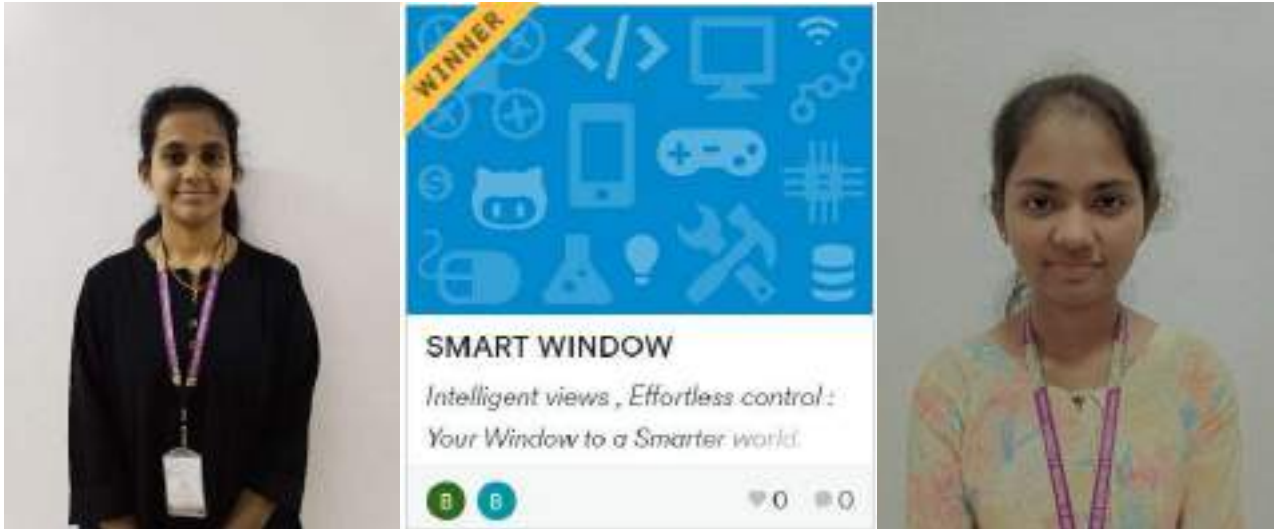 WINNER
SMART WINDOW
Intelligent views , Effortless control :
Your Window to a Smarter world.
B B 0 0